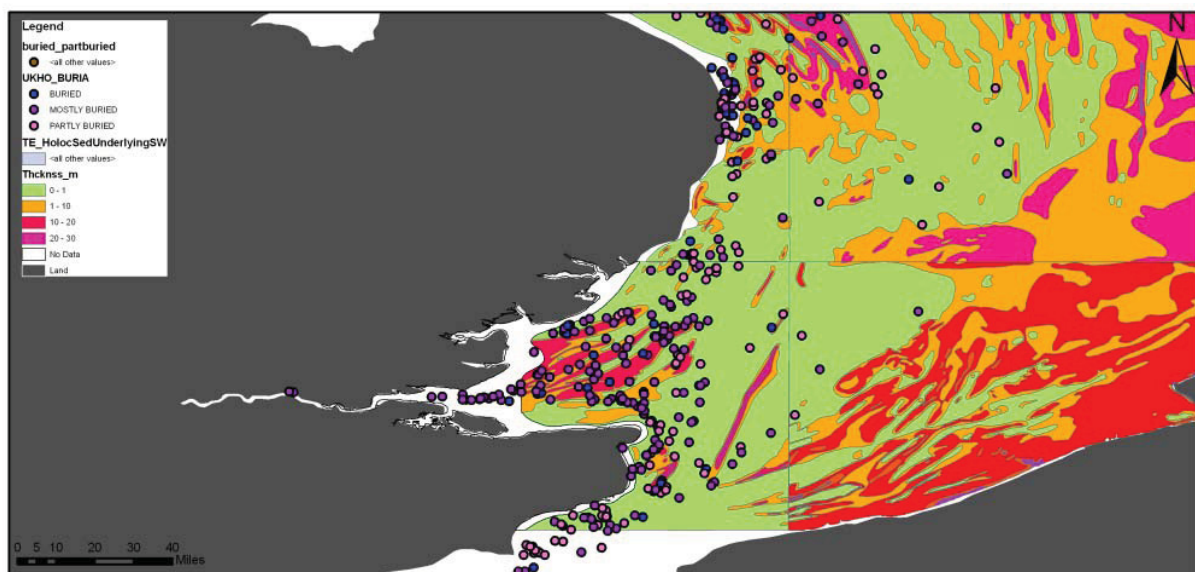 Legend
buried_partburied
<all other values>
UKHO_BURIA
BURIED
MOSTLY BURIED
PARTLY BURIED
TE_HolocSedUnderlyingSW
<all other values>
Thcknss_m
0 - 1
1 - 10
10 - 20
20 - 30
No Data
Land
N
0 5 10 20 30 40
Miles